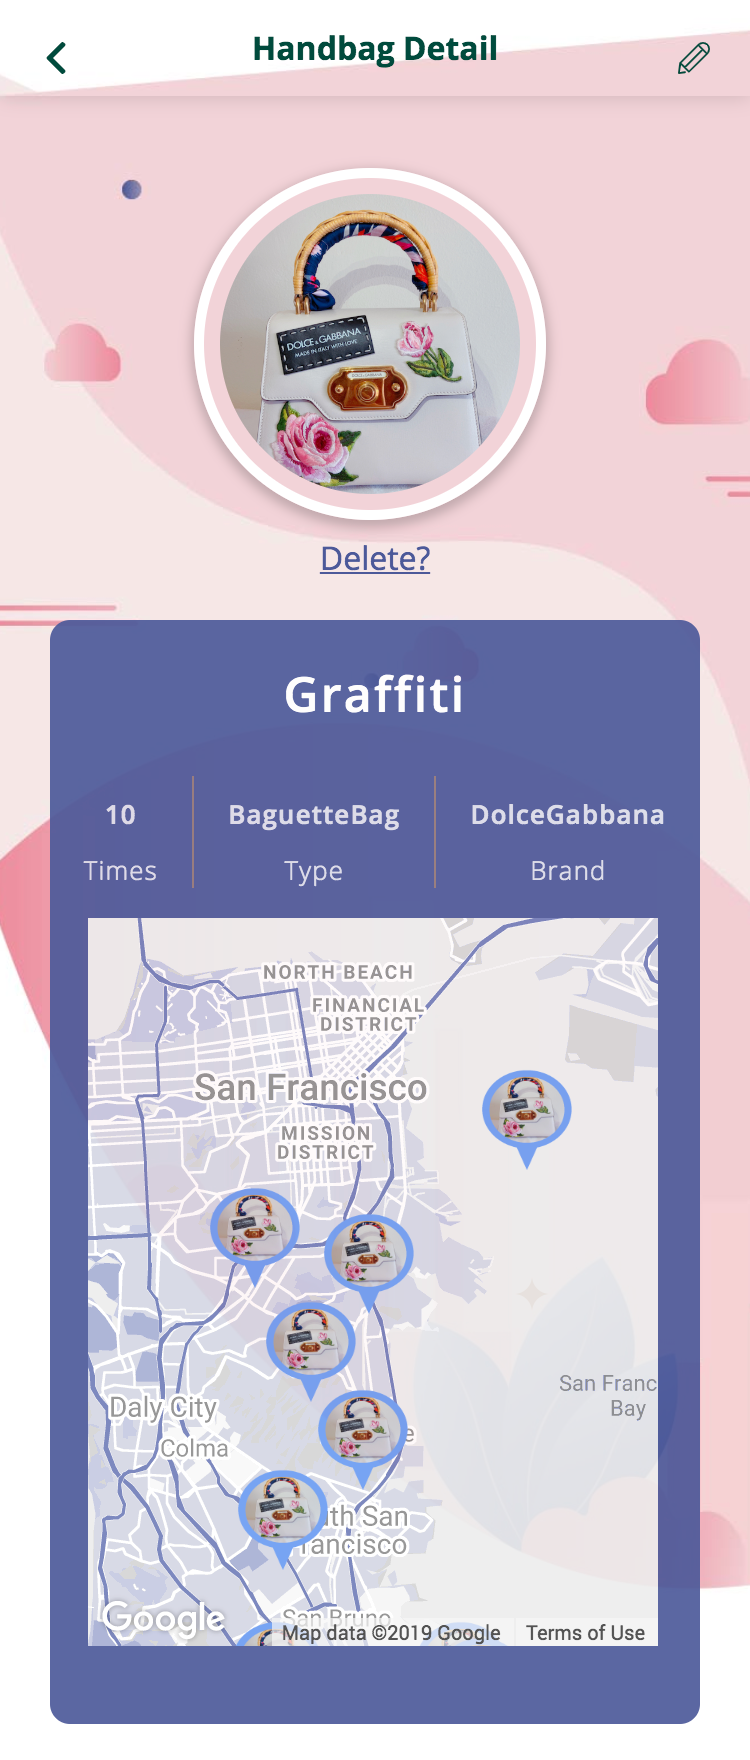 Handbag Detail
DOLCE & GABBANA
MADE IN ITALY WITH LOVE
Delete?
Graffiti
10
BaguetteBag
DolceGabbana
Times
Type
Brand
NORTH BEACH
FINANCIAL
DISTRICT
San Francisco
MISSION
DISTRICT
San Franc
Bay
Daly City
Colma
e
th San
ancisco
San Bruno
Google
Map data ©2019 Google
Terms of Use